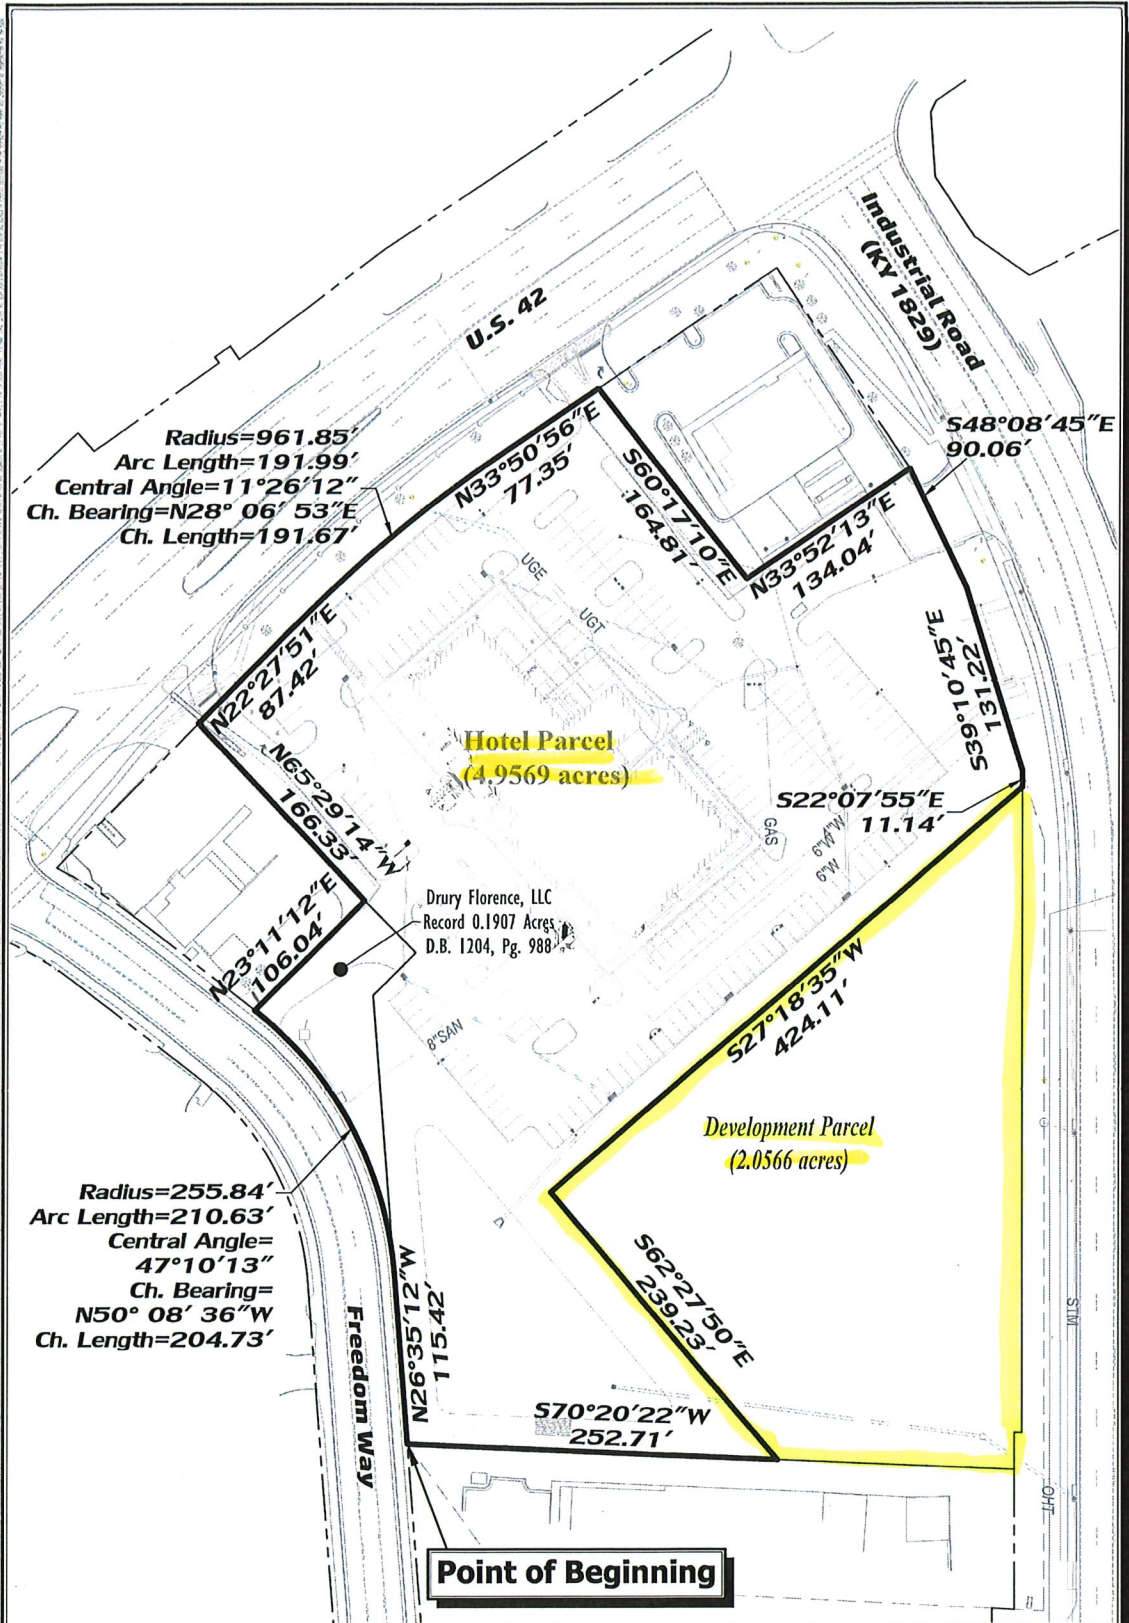 U.S. 42
Industrial Road
(KY 1829)
Radius=961.85'
Arc Length=191.99'
Central Angle=11°26'12"
Ch. Bearing=N28° 06' 53"E
Ch. Length=191.67'
N33°50'56"E
77.35'
S60°17'10"E
164.81'
N33°52'13"E
134.04'
S48°08'45"E
90.06'
S39°10'45"E
131.22'
S22°07'55"E
11.14'
N22°27'51"E
87.42'
N65°29'14"W
166.33'
N23°11'12"E
106.04'
UGE
UGT
Hotel Parcel
(4.9569 acres)
GAS
6"W
6"W
Drury Florence, LLC
Record 0.1907 Acres
D.B. 1204, Pg. 988
8"SAN
S27°18'35"W
424.11'
Development Parcel
(2.0566 acres)
Radius=255.84'
Arc Length=210.63'
Central Angle=
47°10'13"
Ch. Bearing=
N50° 08' 36"W
Ch. Length=204.73'
Freedom Way
N26°35'12"W
115.42'
S62°27'50"E
239.23'
S70°20'22"W
252.71'
STM
OHT
Point of Beginning